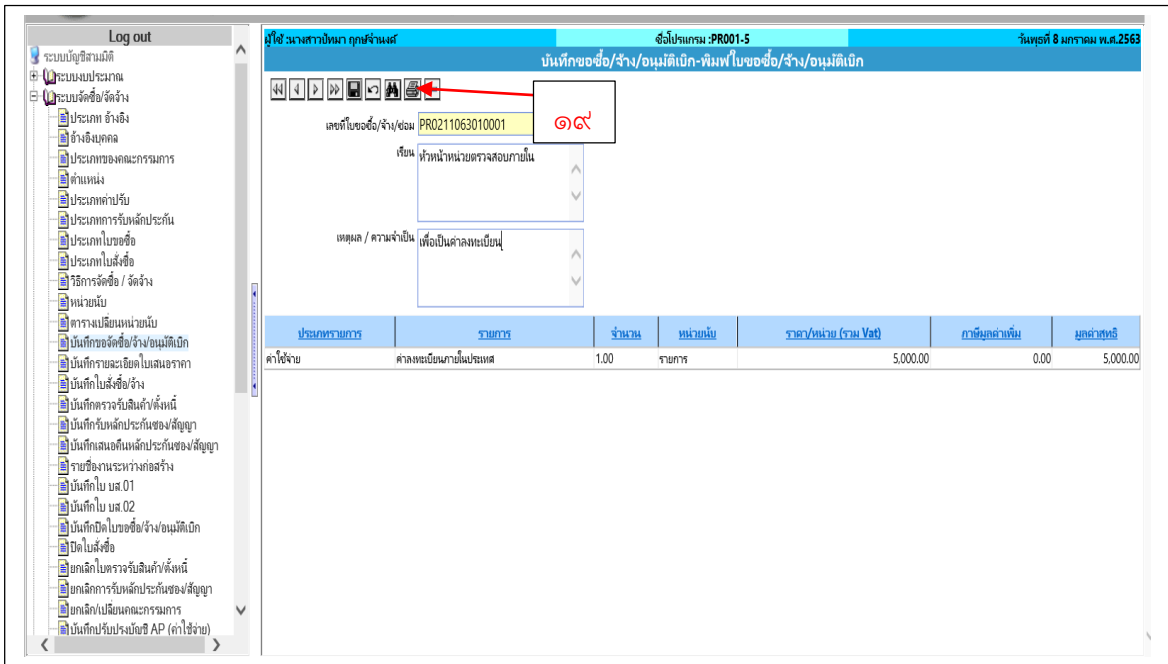 Log out
ระบบบัญชีสามมิติ
ระบบงบประมาณ
ระบบจัดซื้อ/จัดจ้าง
ประเภท อ้างอิง
อ้างอิงบุคคล
ประเภทของคณะกรรมการ
ตำแหน่ง
ประเภทค่าปรับ
ประเภทการรับหลักประกัน
ประเภทใบขอซื้อ
ประเภทใบสั่งซื้อ
วิธีการจัดซื้อ / จัดจ้าง
หน่วยนับ
ตารางเปลี่ยนหน่วยนับ
บันทึกขอจัดซื้อ/จ้าง/อนุมัติเบิก
บันทึกรายละเอียดใบเสนอราคา
บันทึกใบสั่งซื้อ/จ้าง
บันทึกตรวจรับสินค้า/ตั้งหนี้
บันทึกรับหลักประกันซอง/สัญญา
บันทึกเสนอคืนหลักประกันซอง/สัญญา
รายชื่องานระหว่างก่อสร้าง
บันทึกใบ บส.01
บันทึกใบ บส.02
บันทึกปิดใบขอซื้อ/จ้าง/อนุมัติเบิก
ปิดใบสั่งซื้อ
ยกเลิกใบตรวจรับสินค้า/ตั้งหนี้
ยกเลิกการรับหลักประกันซอง/สัญญา
ยกเลิก/เปลี่ยนคณะกรรมการ
บันทึกปรับปรุงบัญชี AP (ค่าใช้จ่าย)
ผู้ใช้ :นางสาวปัทมา ฤกษ์จำนงค์ ชื่อโปรแกรม :PR001-5 วันพุธที่ 8 มกราคม พ.ศ.2563
บันทึกขอซื้อ/จ้าง/อนุมัติเบิก-พิมพ์ใบขอซื้อ/จ้าง/อนุมัติเบิก
๑๙
เลขที่ใบขอซื้อ/จ้าง/ซ่อม PR0211063010001
เรียน หัวหน้าหน่วยตรวจสอบภายใน
เหตุผล / ความจำเป็น เพื่อเป็นค่าลงทะเบียน
ประเภทรายการ รายการ จำนวน หน่วยนับ ราคา/หน่วย (รวม Vat) ภาษีมูลค่าเพิ่ม มูลค่าสุทธิ
ค่าใช้จ่าย ค่าลงทะเบียนภายในประเทศ 1.00 รายการ 5,000.00 0.00 5,000.00